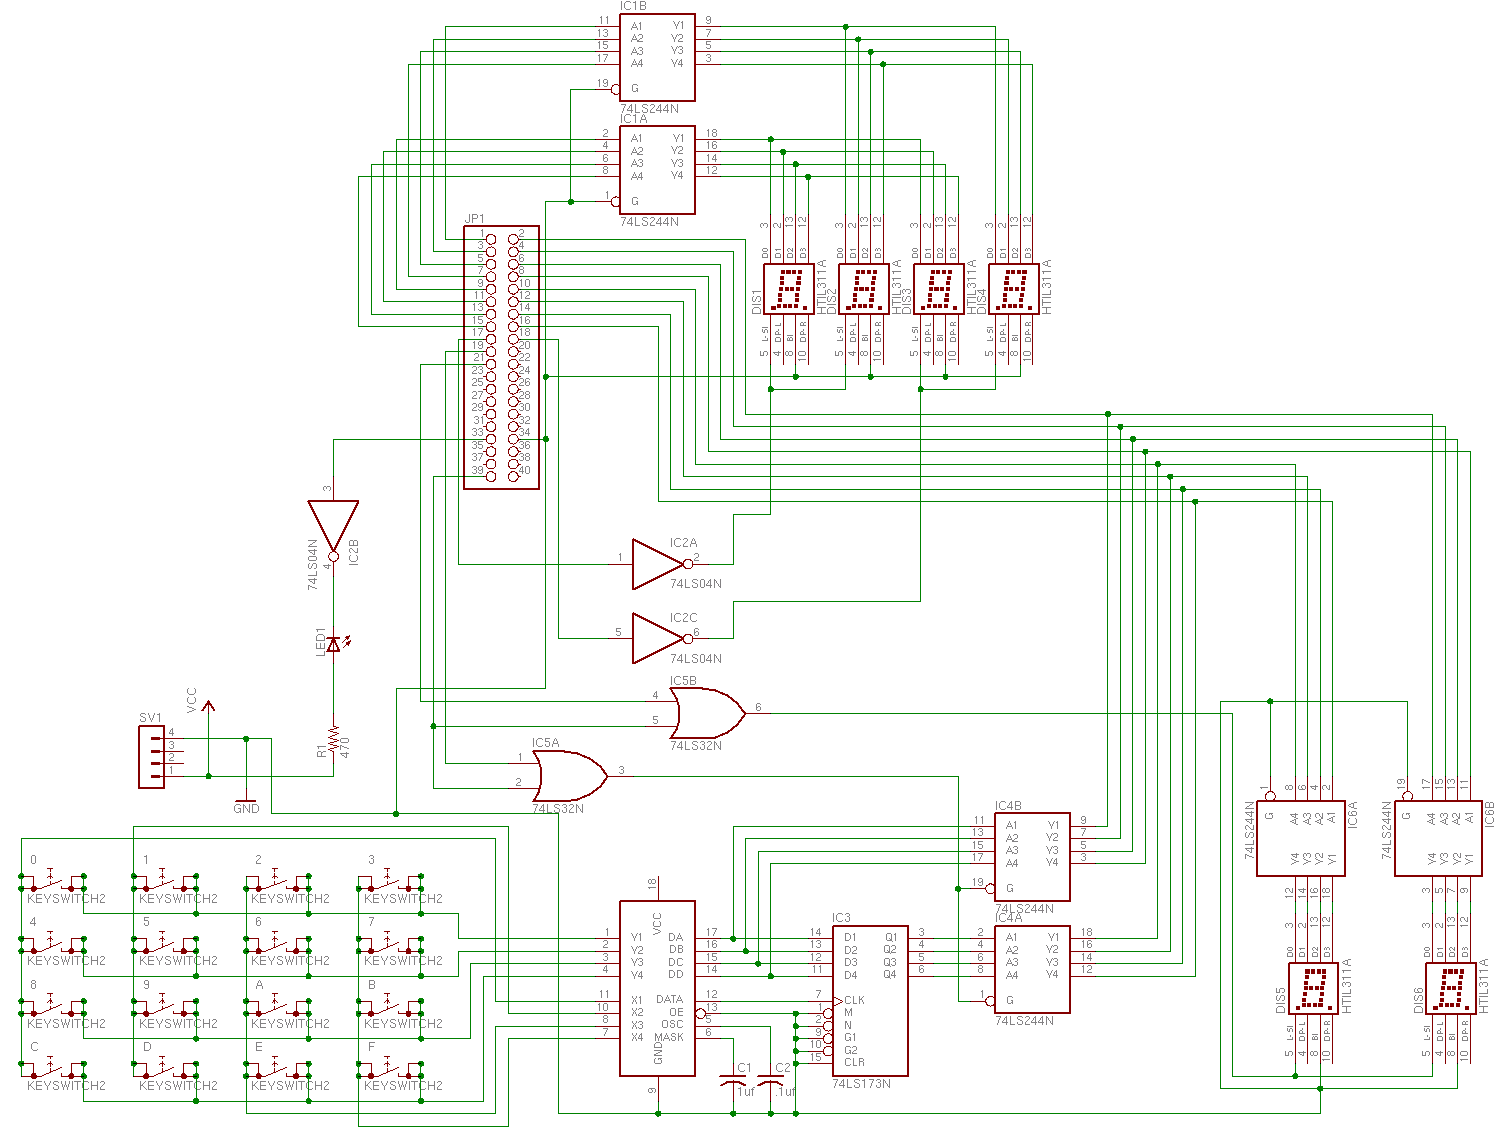 IC1B
11 A1 Y1 9
13 A2 Y2 7
15 A3 Y3 5
17 A4 Y4 3
19 G
74LS244N
IC1A
2 A1 Y1 18
4 A2 Y2 16
6 A3 Y3 14
8 A4 Y4 12
1 G
74LS244N
JP1
1 2
3 4
5 6
7 8
9 10
11 12
13 14
15 16
17 18
19 20
21 22
23 24
25 26
27 28
29 30
31 32
33 34
35 36
37 38
39 40
3 2 13 12
D0 D1 D2 D3
DIS1 HTIL311A
L-SI DP-L BI DP-R
5 4 8 10
3 2 13 12
D0 D1 D2 D3
DIS2 HTIL311A
L-SI DP-L BI DP-R
5 4 8 10
3 2 13 12
D0 D1 D2 D3
DIS3 HTIL311A
L-SI DP-L BI DP-R
5 4 8 10
3 2 13 12
D0 D1 D2 D3
DIS4 HTIL311A
L-SI DP-L BI DP-R
5 4 8 10
3
74LS04N IC2B
4
LED1
R1 470
IC2A
1 2
74LS04N
IC2C
5 6
74LS04N
IC5B
4
5 6
74LS32N
IC5A
1
2 3
74LS32N
VCC
SV1
4
3
2
1
GND
0 1 2 3
KEYSWITCH2 KEYSWITCH2 KEYSWITCH2 KEYSWITCH2
4 5 6 7
KEYSWITCH2 KEYSWITCH2 KEYSWITCH2 KEYSWITCH2
8 9 A B
KEYSWITCH2 KEYSWITCH2 KEYSWITCH2 KEYSWITCH2
C D E F
KEYSWITCH2 KEYSWITCH2 KEYSWITCH2 KEYSWITCH2
18
VCC
1 Y1 DA 17
2 Y2 DB 16
3 Y3 DC 15
4 Y4 DD 14
11 X1 DATA 12
10 X2 OE 13
8 X3 OSC 5
7 X4 MASK 6
GND
9
C1
.1uf
C2
.1uf
IC3
14 D1 Q1 3
13 D2 Q2 4
12 D3 Q3 5
11 D4 Q4 6
7 CLK
1 M
2 N
9 G1
10 G2
15 CLR
74LS173N
IC4B
11 A1 Y1 9
13 A2 Y2 7
15 A3 Y3 5
17 A4 Y4 3
19 G
74LS244N
IC4A
2 A1 Y1 18
4 A2 Y2 16
6 A3 Y3 14
8 A4 Y4 12
1 G
74LS244N
1 8 6 4 2
G A4 A3 A2 A1
74LS244N IC6A
Y4 Y3 Y2 Y1
12 14 16 18
19 17 15 13 11
G A4 A3 A2 A1
74LS244N IC6B
Y4 Y3 Y2 Y1
3 5 7 9
3 2 13 12
D0 D1 D2 D3
DIS5 HTIL311A
L-SI DP-L BI DP-R
5 4 8 10
3 2 13 12
D0 D1 D2 D3
DIS6 HTIL311A
L-SI DP-L BI DP-R
5 4 8 10